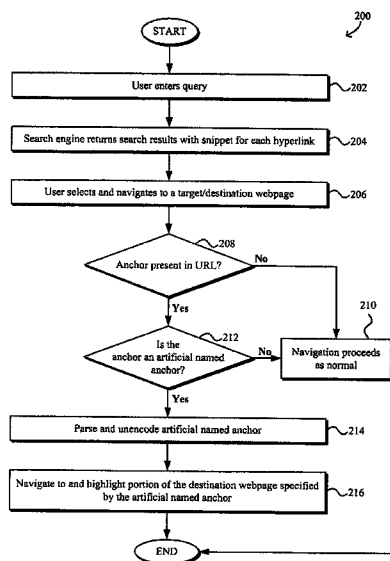 200
START
User enters query
202
Search engine returns search results with snippet for each hyperlink
204
User selects and navigates to a target/destination webpage
206
208
Anchor present in URL?
No
Yes
210
212
Is the
anchor an artificial named
anchor?
No
Navigation proceeds
as normal
Yes
Parse and unencode artificial named anchor
214
Navigate to and highlight portion of the destination webpage specified
by the artificial named anchor
216
END